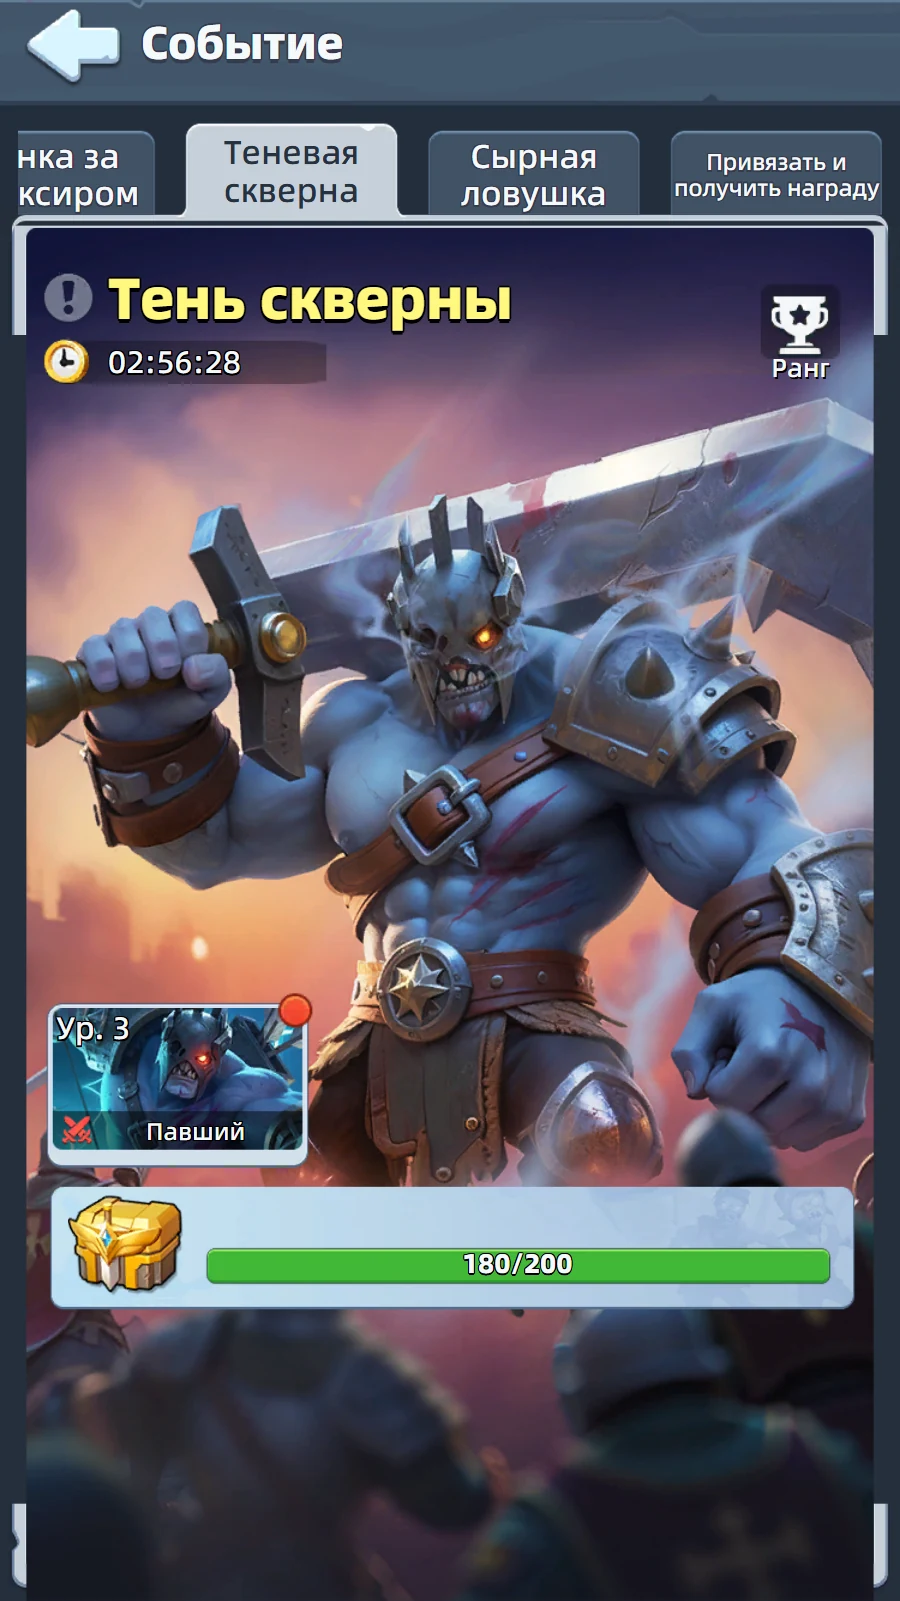 Событие
нка за
ксиром
Теневая
скверна
Сырная
ловушка
Привязать и
получить награду
Тень скверны
02:56:28
Ранг
Ур. 3
Павший
180/200